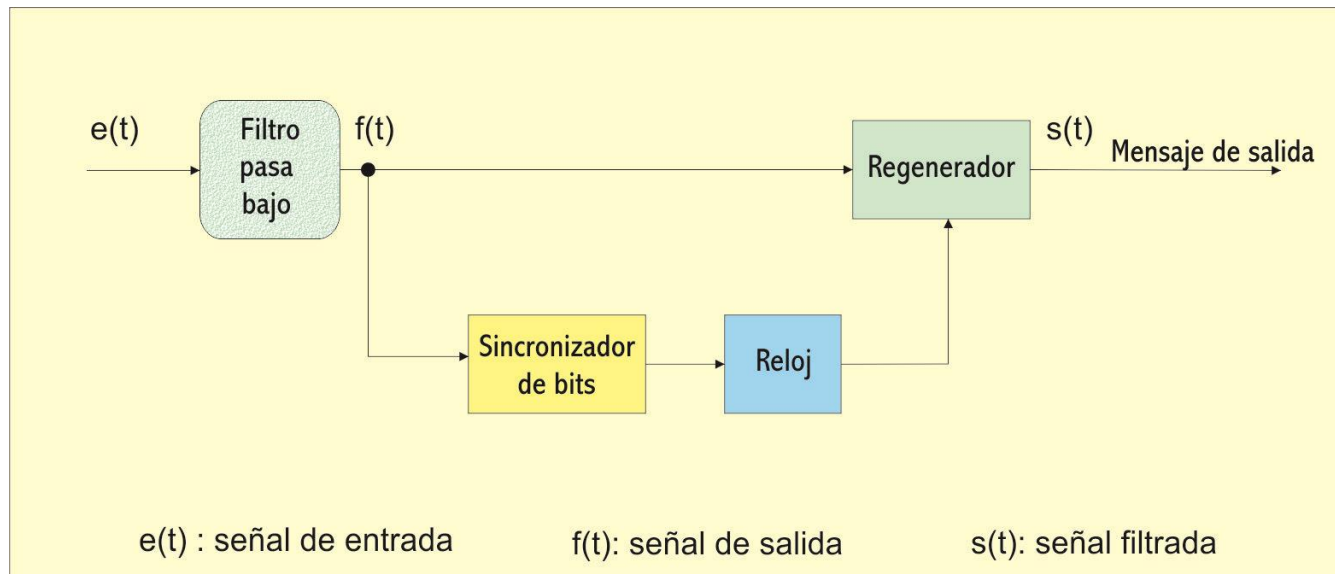 e(t)
Filtro
pasa
bajo
f(t)
Regenerador
s(t)
Mensaje de salida
Sincronizador
de bits
Reloj
e(t) : señal de entrada
f(t): señal de salida
s(t): señal filtrada